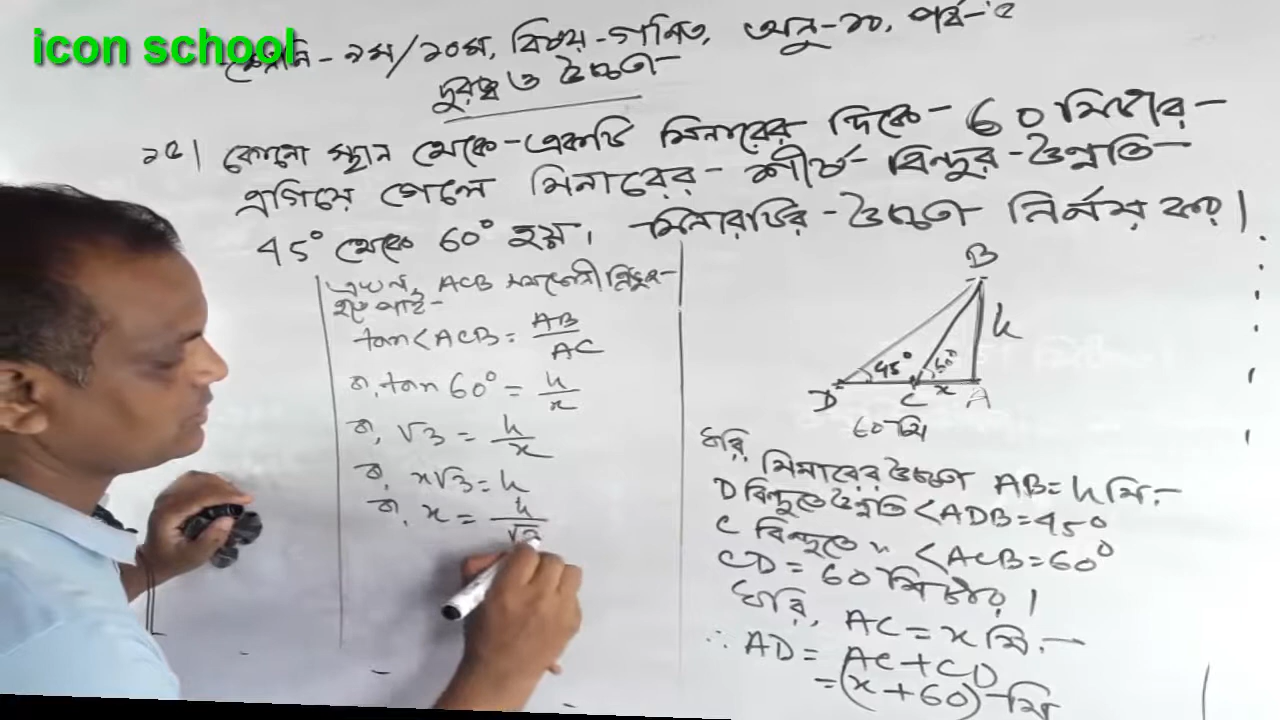 icon school
শ্রেণি - ৯ম/১০ম, বিষয় - গণিত, অনু - ১০, পর্ব - ৫
দূরত্ব ও উচ্চতা
১৫। কোনো স্থান থেকে একটি মিনারের দিকে 60 মিটার
এগিয়ে গেলে মিনারের শীর্ষ বিন্দুর উন্নতি
45° থেকে 60° হয়। মিনারটির উচ্চতা নির্ণয় কর।
এখন, ACB সমকোণী ত্রিভুজ
হতে পাই-
tan<ACB = AB/AC
বা, tan 60° = h/x
বা, √3 = h/x
বা, x√3 = h
বা, x = h/√3
B
h
45°
60°
D
C
x
A
60 মি
ধরি,
মিনারের উচ্চতা AB = h মি.
D বিন্দুতে উন্নতি <ADB = 45°
C বিন্দুতে " <ACB = 60°
CD = 60 মিটার।
ধরি, AC = x মি.
∴ AD = AC + CD
= (x + 60) মি